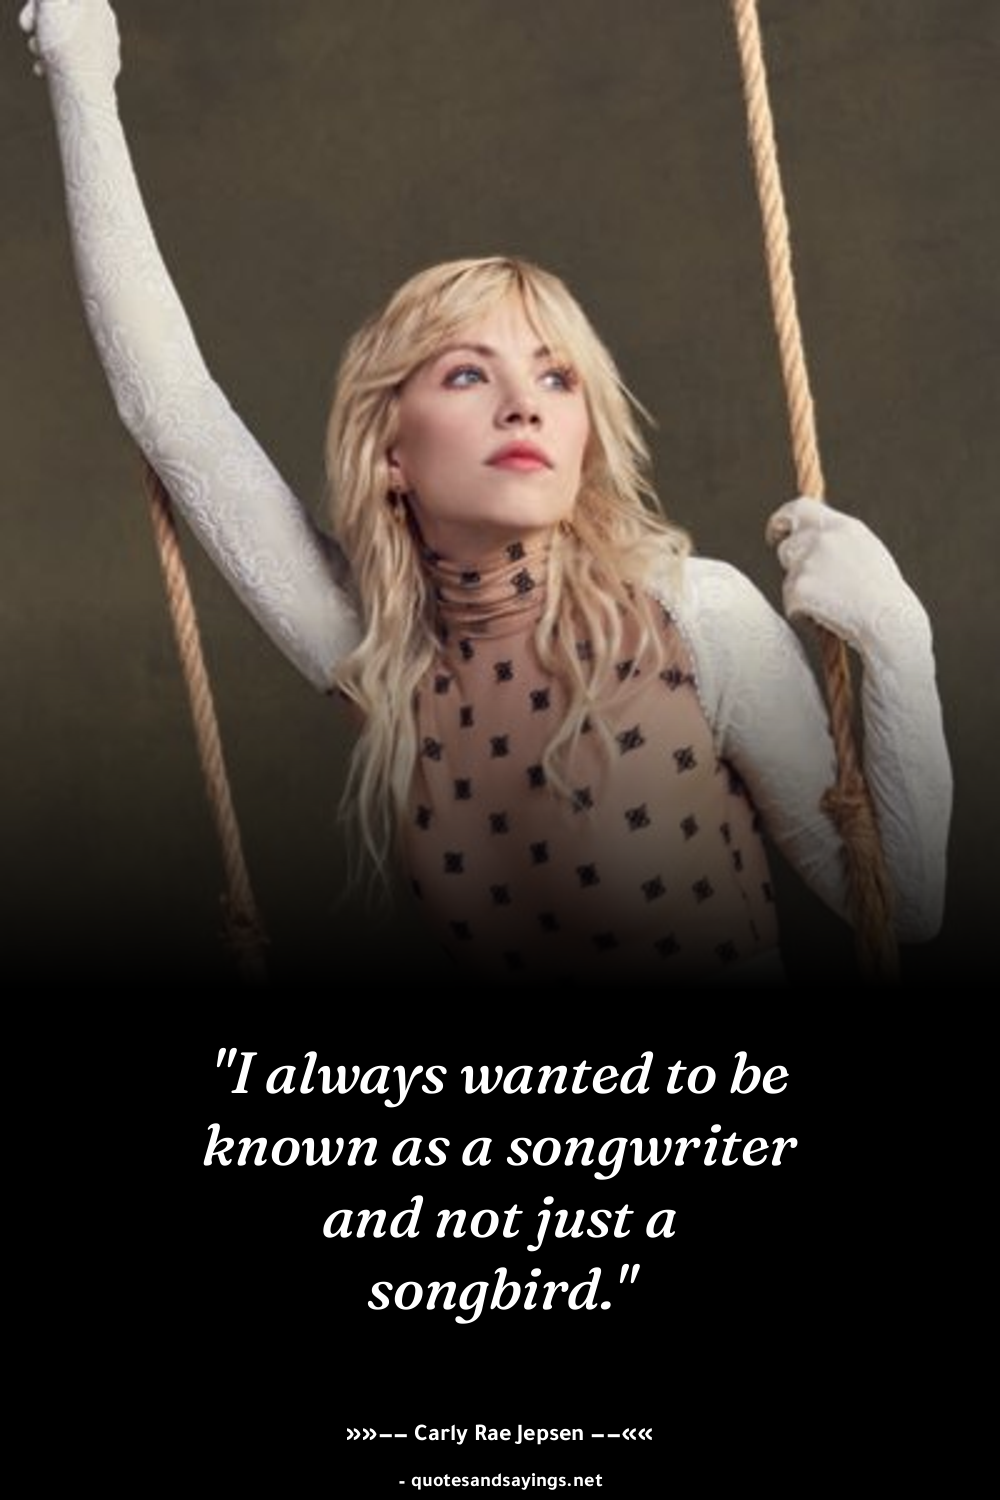 "I always wanted to be
known as a songwriter
and not just a
songbird."
»»−− Carly Rae Jepsen −−««
- quotesandsayings.net